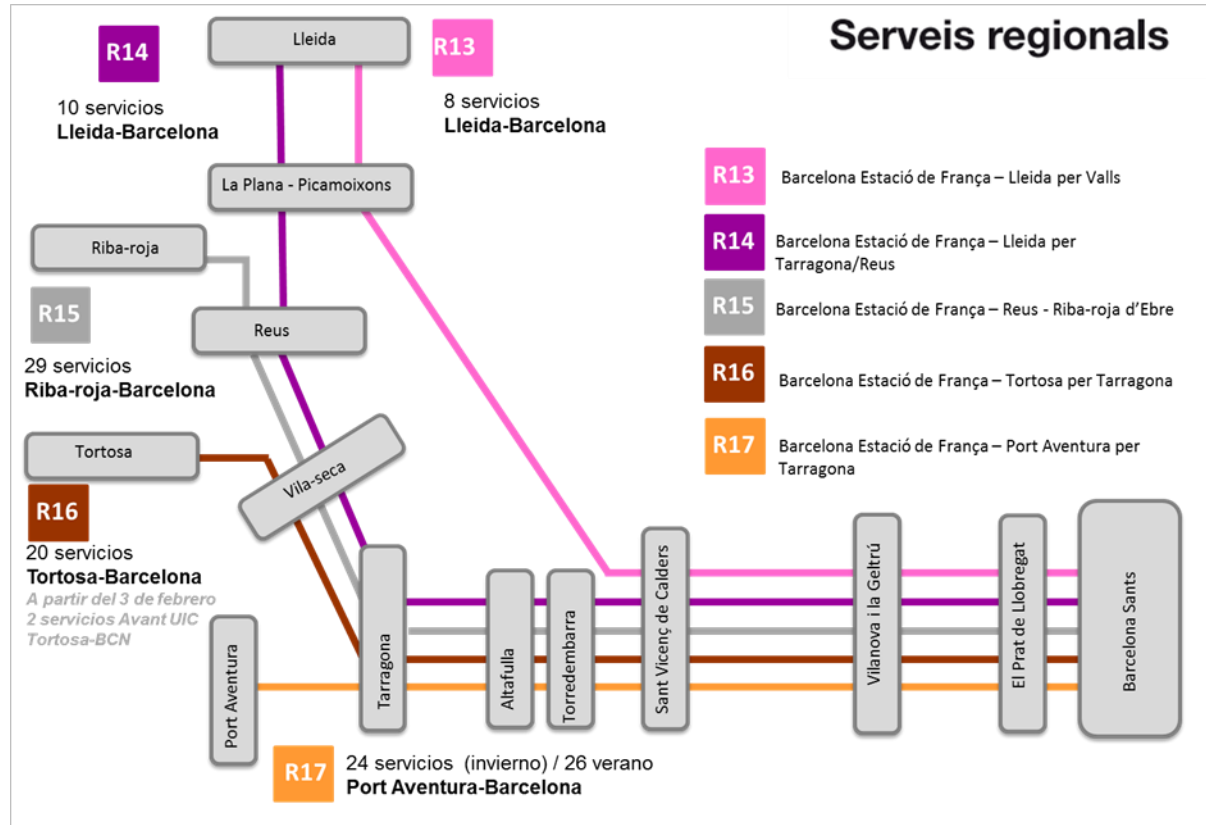 Serveis regionals
R14
Lleida
R13
10 servicios
Lleida-Barcelona
8 servicios
Lleida-Barcelona
R13
Barcelona Estació de França – Lleida per Valls
La Plana - Picamoixons
R14
Barcelona Estació de França – Lleida per
Tarragona/Reus
Riba-roja
R15
Reus
R15
Barcelona Estació de França – Reus - Riba-roja d’Ebre
29 servicios
Riba-roja-Barcelona
R16
Barcelona Estació de França – Tortosa per Tarragona
Tortosa
R17
Barcelona Estació de França – Port Aventura per
Tarragona
Vila-seca
R16
20 servicios
Tortosa-Barcelona
A partir del 3 de febrero
2 servicios Avant UIC
Tortosa-BCN
Port Aventura
Tarragona
Altafulla
Torredembarra
Sant Vicenç de Calders
Vilanova i la Geltrú
El Prat de Llobregat
Barcelona Sants
R17
24 servicios (invierno) / 26 verano
Port Aventura-Barcelona